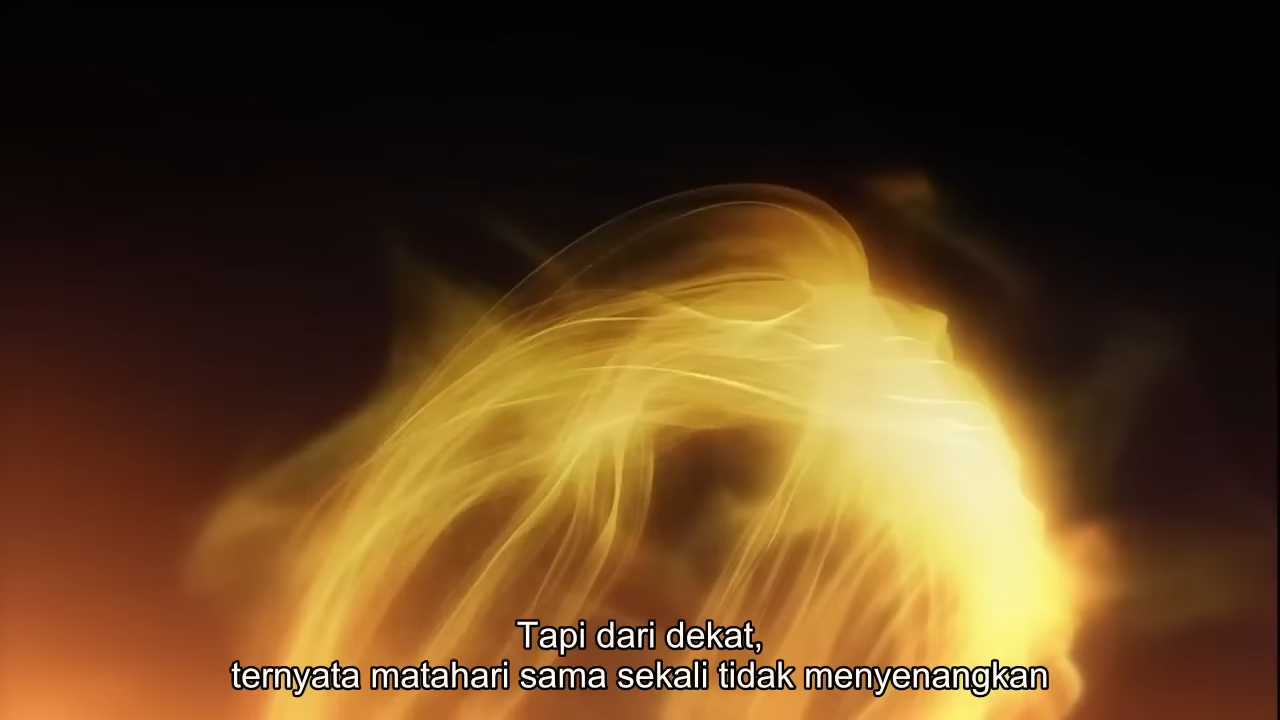 Tapi dari dekat,
ternyata matahari sama sekali tidak menyenangkan